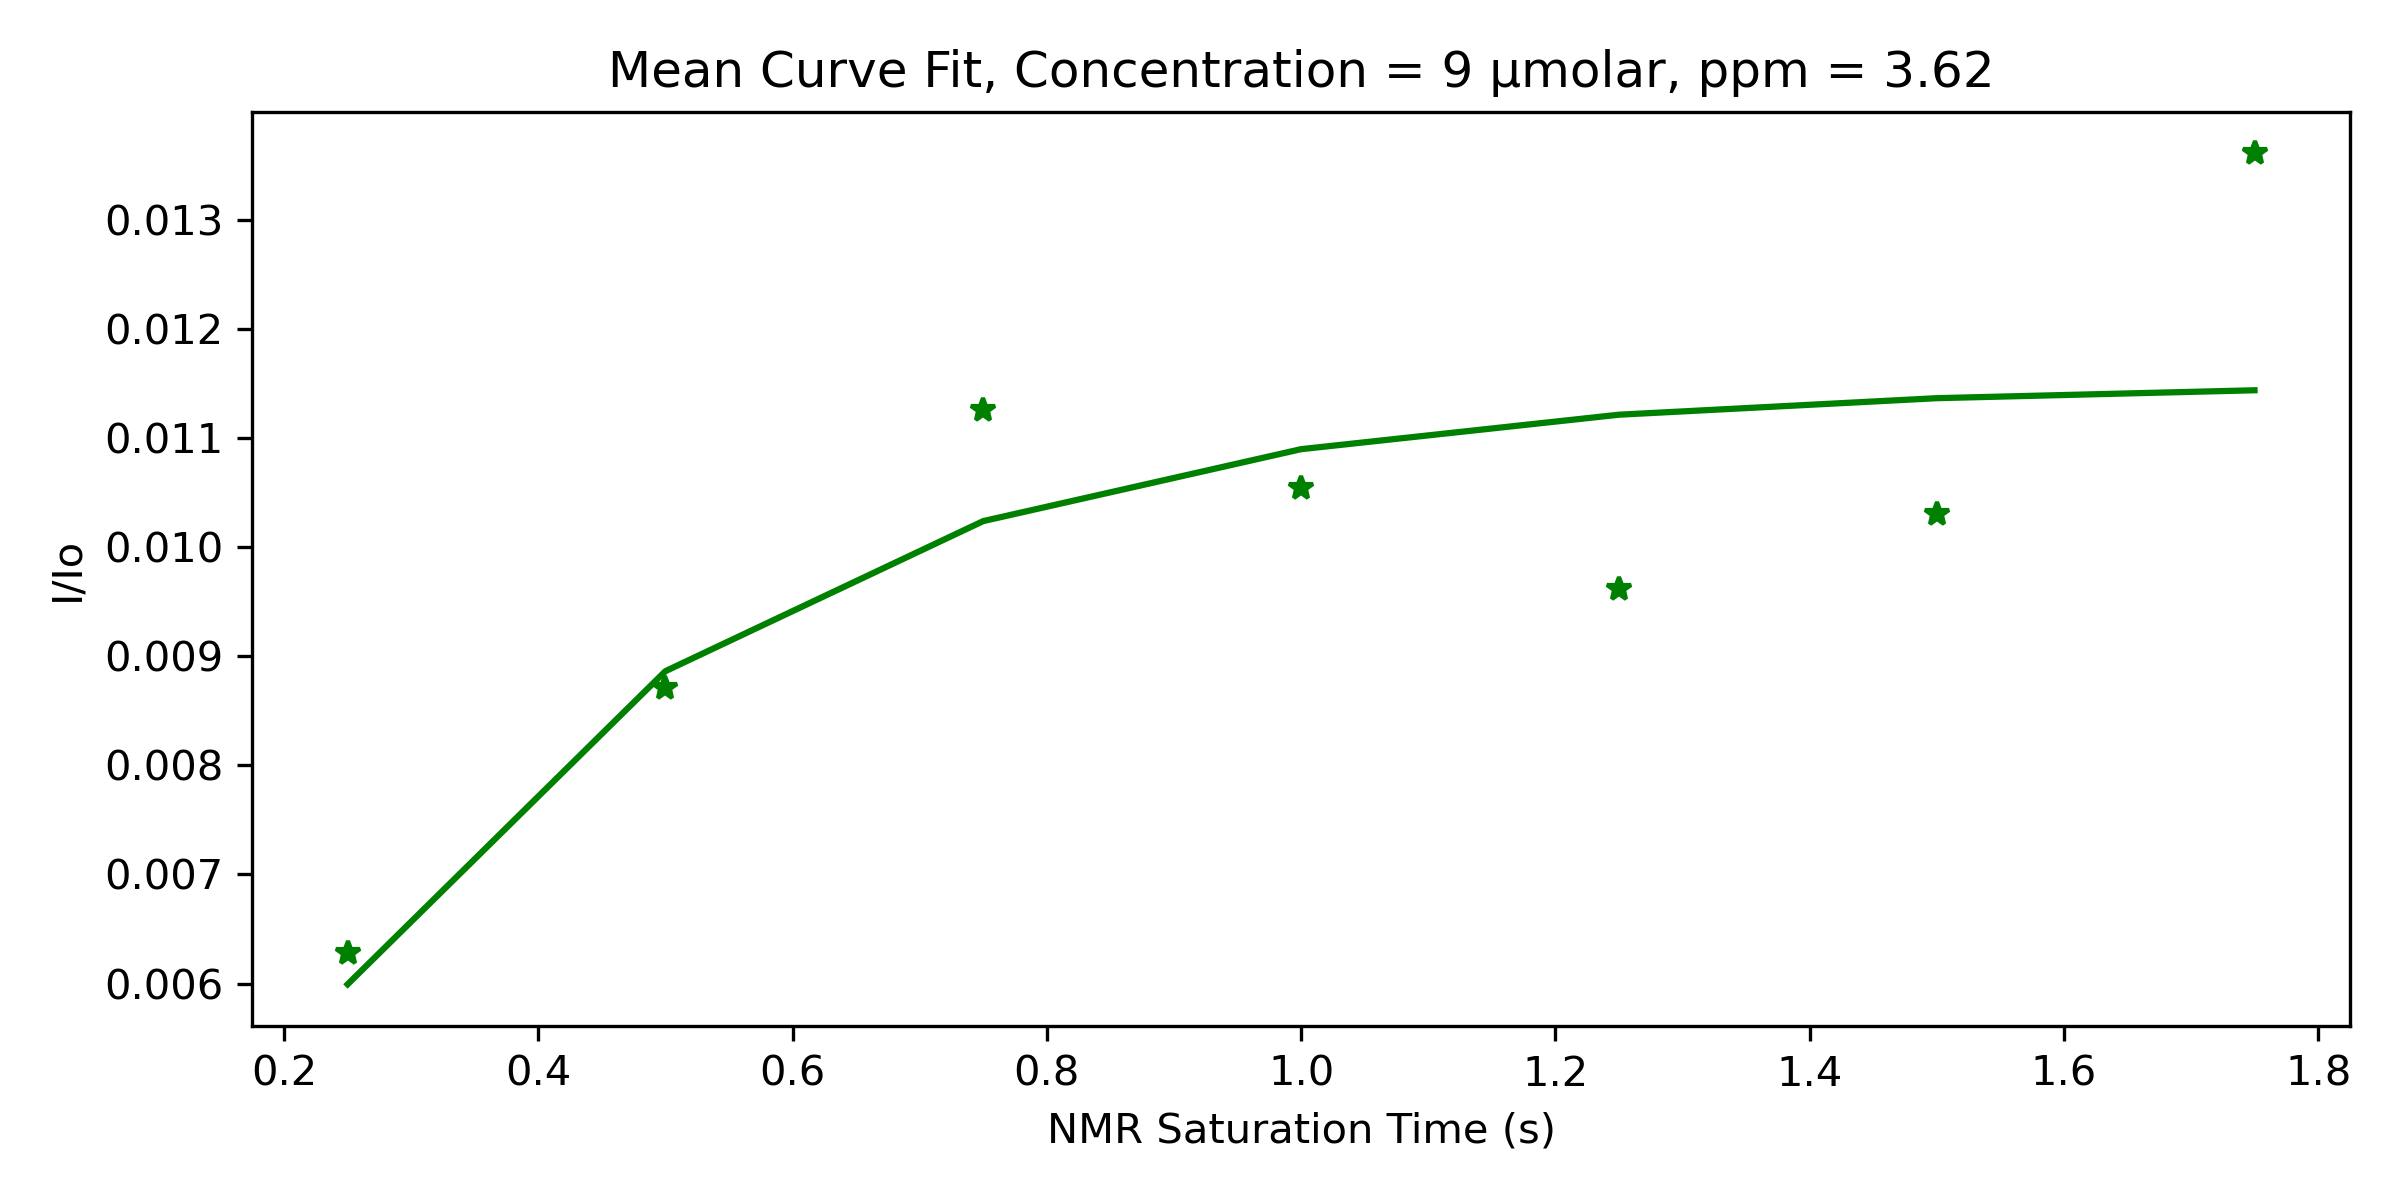 Mean Curve Fit, Concentration = 9 µmolar, ppm = 3.62
I/Io
0.013
0.012
0.011
0.010
0.009
0.008
0.007
0.006
0.2 0.4 0.6 0.8 1.0 1.2 1.4 1.6 1.8
NMR Saturation Time (s)